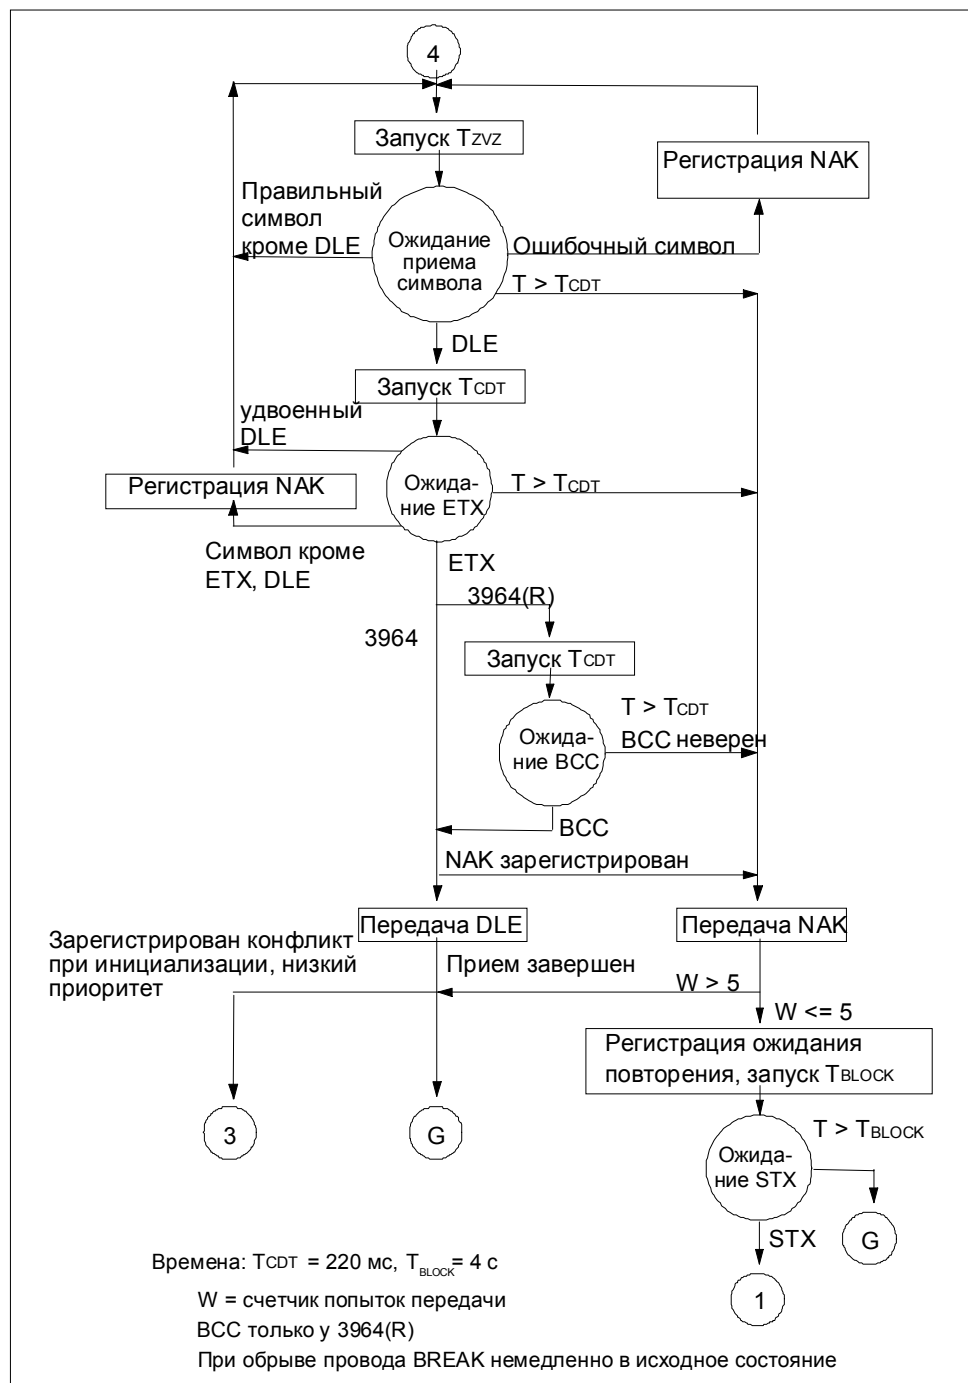 4
Запуск TZVZ
Регистрация NAK
Правильный
символ
кроме DLE
Ожидание
приема
символа
Ошибочный символ
T > TCDT
DLE
Запуск TCDT
удвоенный
DLE
Регистрация NAK
Ожида-
ние ETX
T > TCDT
Символ кроме
ETX, DLE
ETX
3964(R)
3964
Запуск TCDT
T > TCDT
BCC неверен
Ожида-
ние BCC
BCC
NAK зарегистрирован
Передача DLE
Передача NAK
Зарегистрирован конфликт
при инициализации, низкий
приоритет
Прием завершен
W > 5
W <= 5
Регистрация ожидания
повторения, запуск TBLOCK
3
G
T > TBLOCK
Ожида-
ние STX
G
STX
1
Времена: TCDT = 220 мс, TBLOCK= 4 с
W = счетчик попыток передачи
BCC только у 3964(R)
При обрыве провода BREAK немедленно в исходное состояние